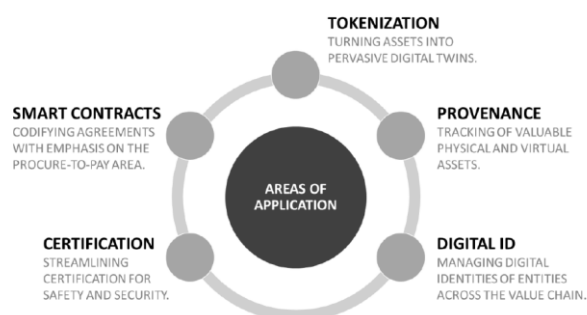 TOKENIZATION
TURNING ASSETS INTO
PERVASIVE DIGITAL TWINS.
SMART CONTRACTS
CODIFYING AGREEMENTS
WITH EMPHASIS ON THE
PROCURE-TO-PAY AREA.
PROVENANCE
TRACKING OF VALUABLE
PHYSICAL AND VIRTUAL
ASSETS.
AREAS OF
APPLICATION
CERTIFICATION
STREAMLINING
CERTIFICATION FOR
SAFETY AND SECURITY.
DIGITAL ID
MANAGING DIGITAL
IDENTITIES OF ENTITIES
ACROSS THE VALUE CHAIN.